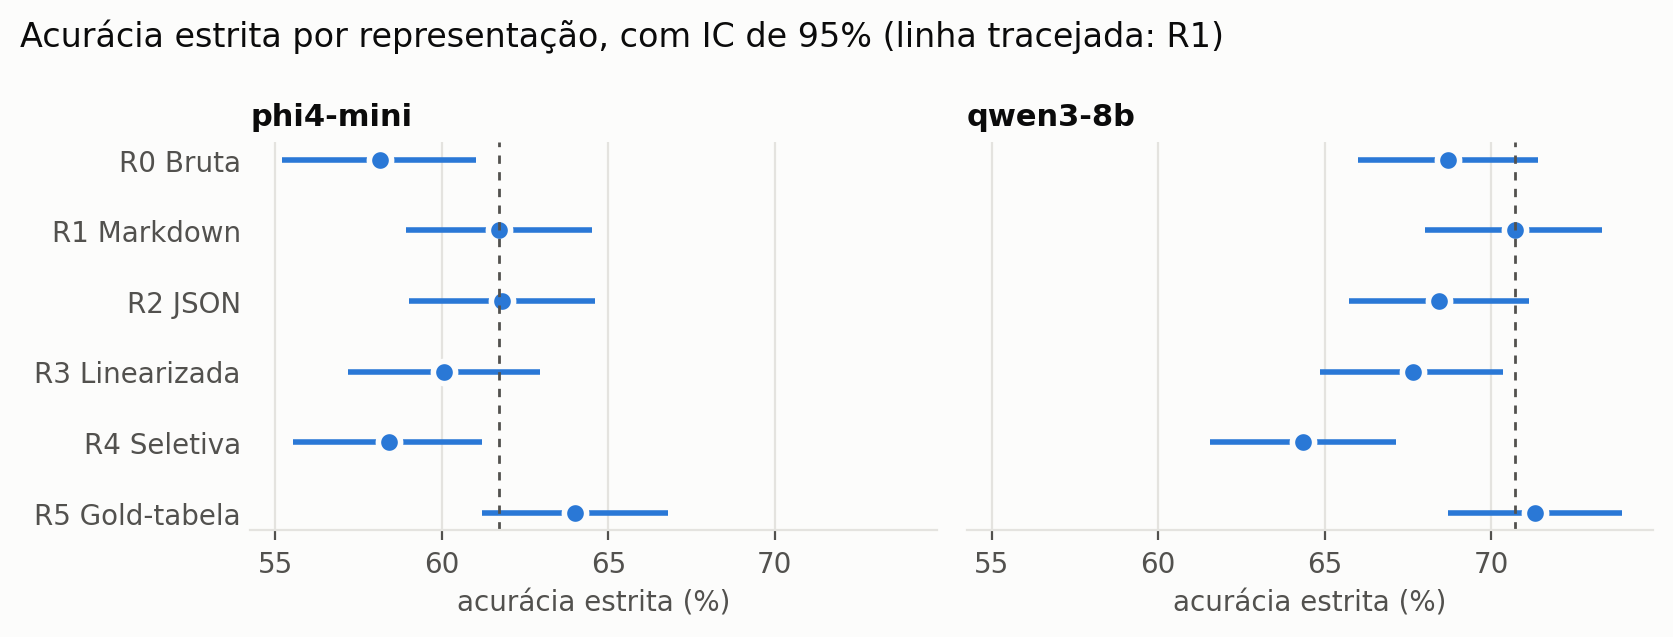 Acurácia estrita por representação, com IC de 95% (linha tracejada: R1)
phi4-mini
qwen3-8b
R0 Bruta
R1 Markdown
R2 JSON
R3 Linearizada
R4 Seletiva
R5 Gold-tabela
55 60 65 70
55 60 65 70
acurácia estrita (%)
acurácia estrita (%)